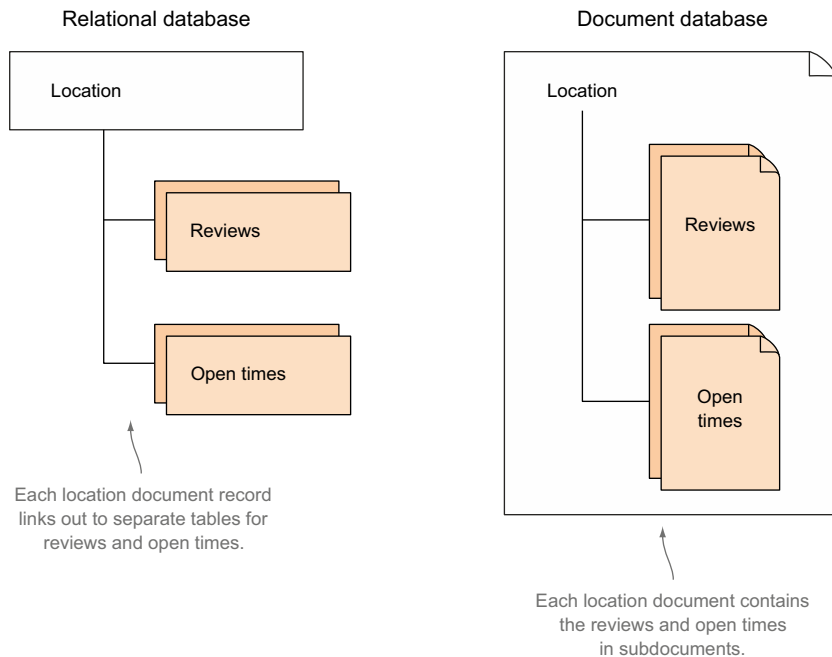 Relational database
Location
Reviews
Open times
Each location document record
links out to separate tables for
reviews and open times.
Document database
Location
Reviews
Open
times
Each location document contains
the reviews and open times
in subdocuments.